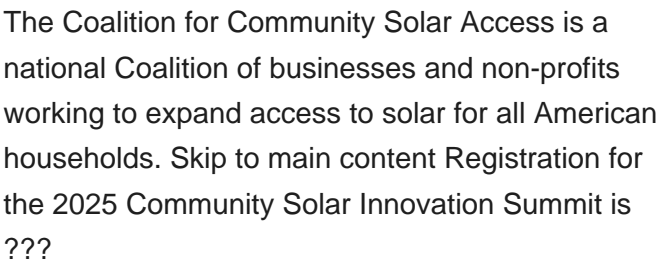 The Coalition for Community Solar Access is a
national Coalition of businesses and non-profits
working to expand access to solar for all American
households. Skip to main content Registration for
the 2025 Community Solar Innovation Summit is
???